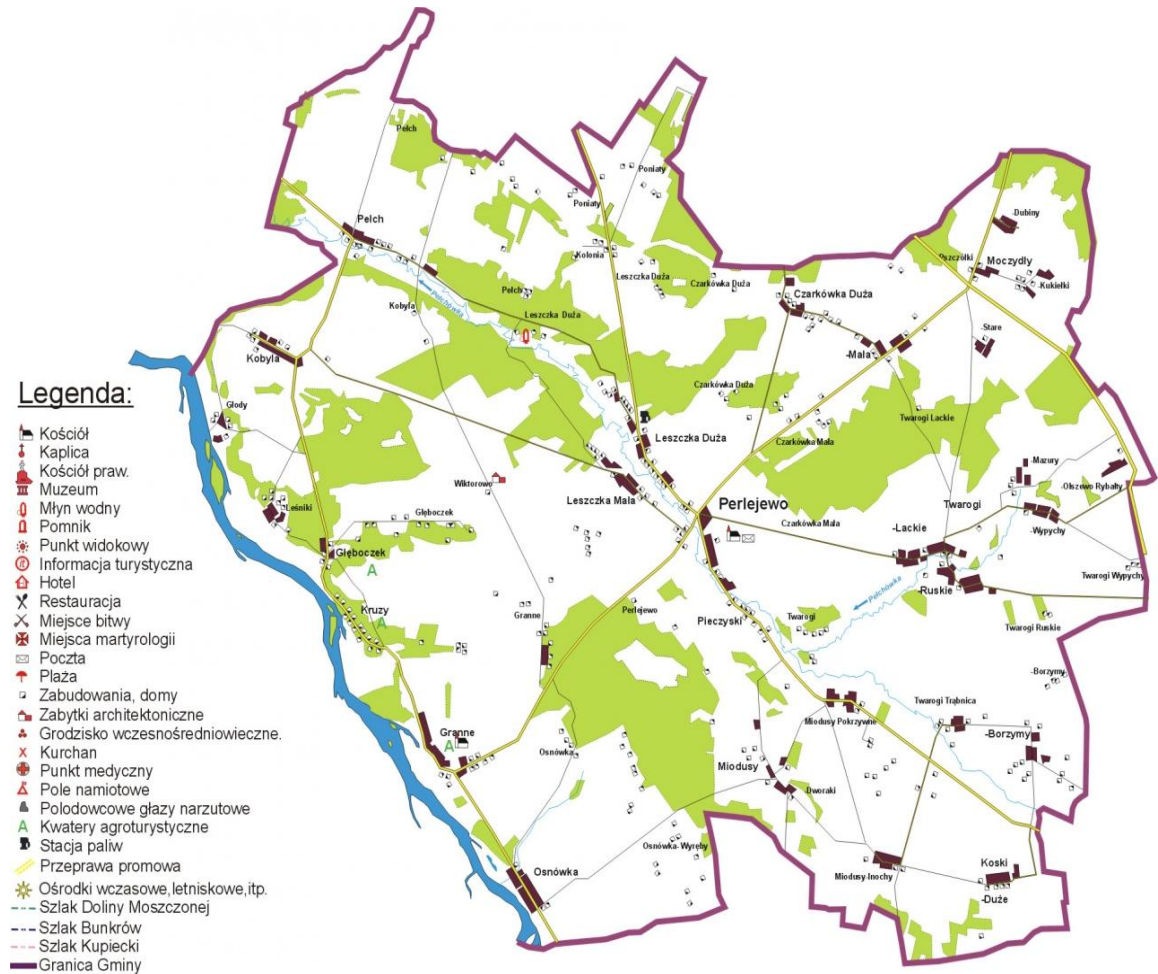 Pełch
Poniaty
Poniaty
-Dubiny
Pełch
Kolonia
Pszczółki
Moczydły
-Kukiełki
Leszczka Duża
Czarkówka Duża
Pełchówka
Pełch
Kobyla
Leszczka Duża
Czarkówka Duża
-Stare
-Mała
Kobyla
Legenda:
Głody
Czarkówka Duża
Twarogi Lackie
Leszczka Duża
Czarkówka Mała
Kościół
Kaplica
Kościół praw.
Muzeum
Młyn wodny
Pomnik
Punkt widokowy
Informacja turystyczna
Hotel
Restauracja
Miejsce bitwy
Miejsca martyrologii
Poczta
Plaża
Zabudowania, domy
Zabytki architektoniczne
Grodzisko wczesnośredniowieczne.
Kurchan
Punkt medyczny
Pole namiotowe
Polodowcowe głazy narzutowe
Kwatery agroturystyczne
Stacja paliw
Przeprawa promowa
Ośrodki wczasowe,letniskowe,itp.
Szlak Doliny Moszczonej
Szlak Bunkrów
Szlak Kupiecki
Granica Gminy
-Mazury
-Olszewo Rybałty
Wiktorowo
Leszczka Mała
Perlejewo
Twarogi
Leśniki
Głęboczek
Czarkówka Mała
-Lackie
-Wypychy
Głęboczek
Twarogi Wypychy
-Ruskie
Pełchówka
Kruzy
Granne
Perlejewo
Pieczyski
Twarogi
Twarogi Ruskie
-Borzymy
Twarogi Trąbnica
Miodusy Pokrzywne
-Borzymy
Granne
Osnówka
Miodusy
Dworaki
Osnówka- Wyręby
Osnówka
Miodusy-Inochy
Koski
-Duże